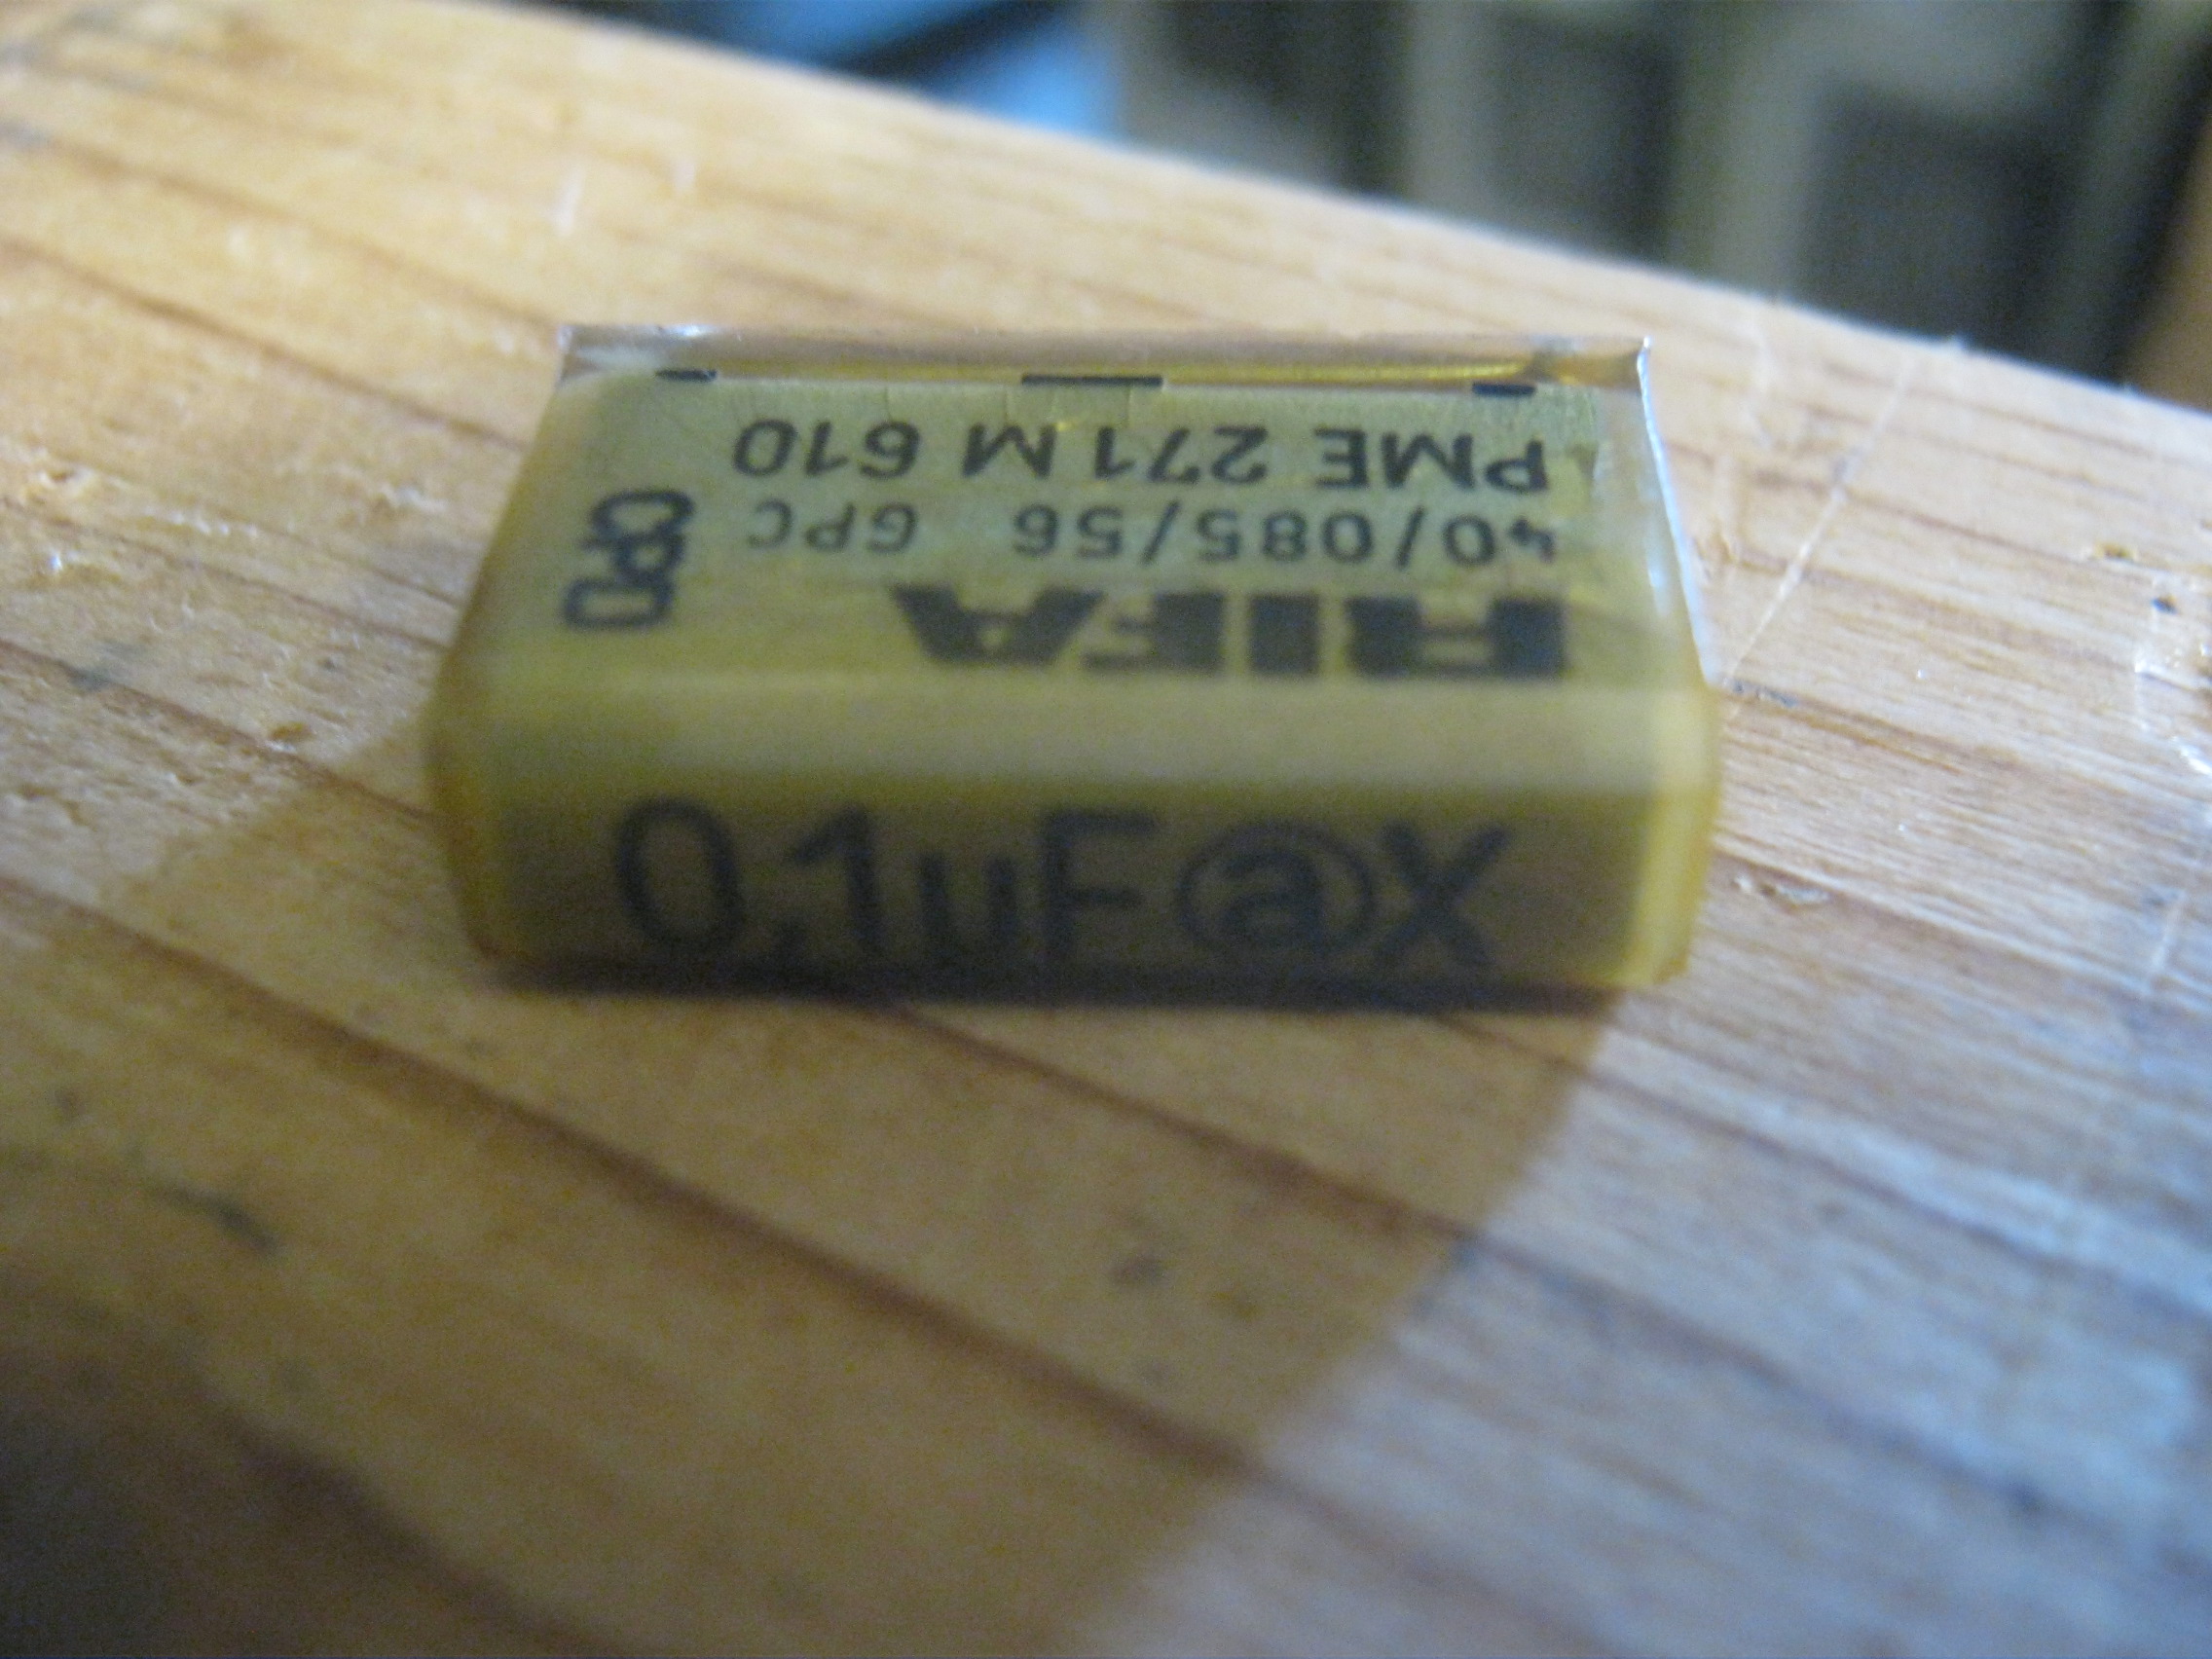 PME 271 M 610
40/085/56 GPC
RIFA
0,1uF@X